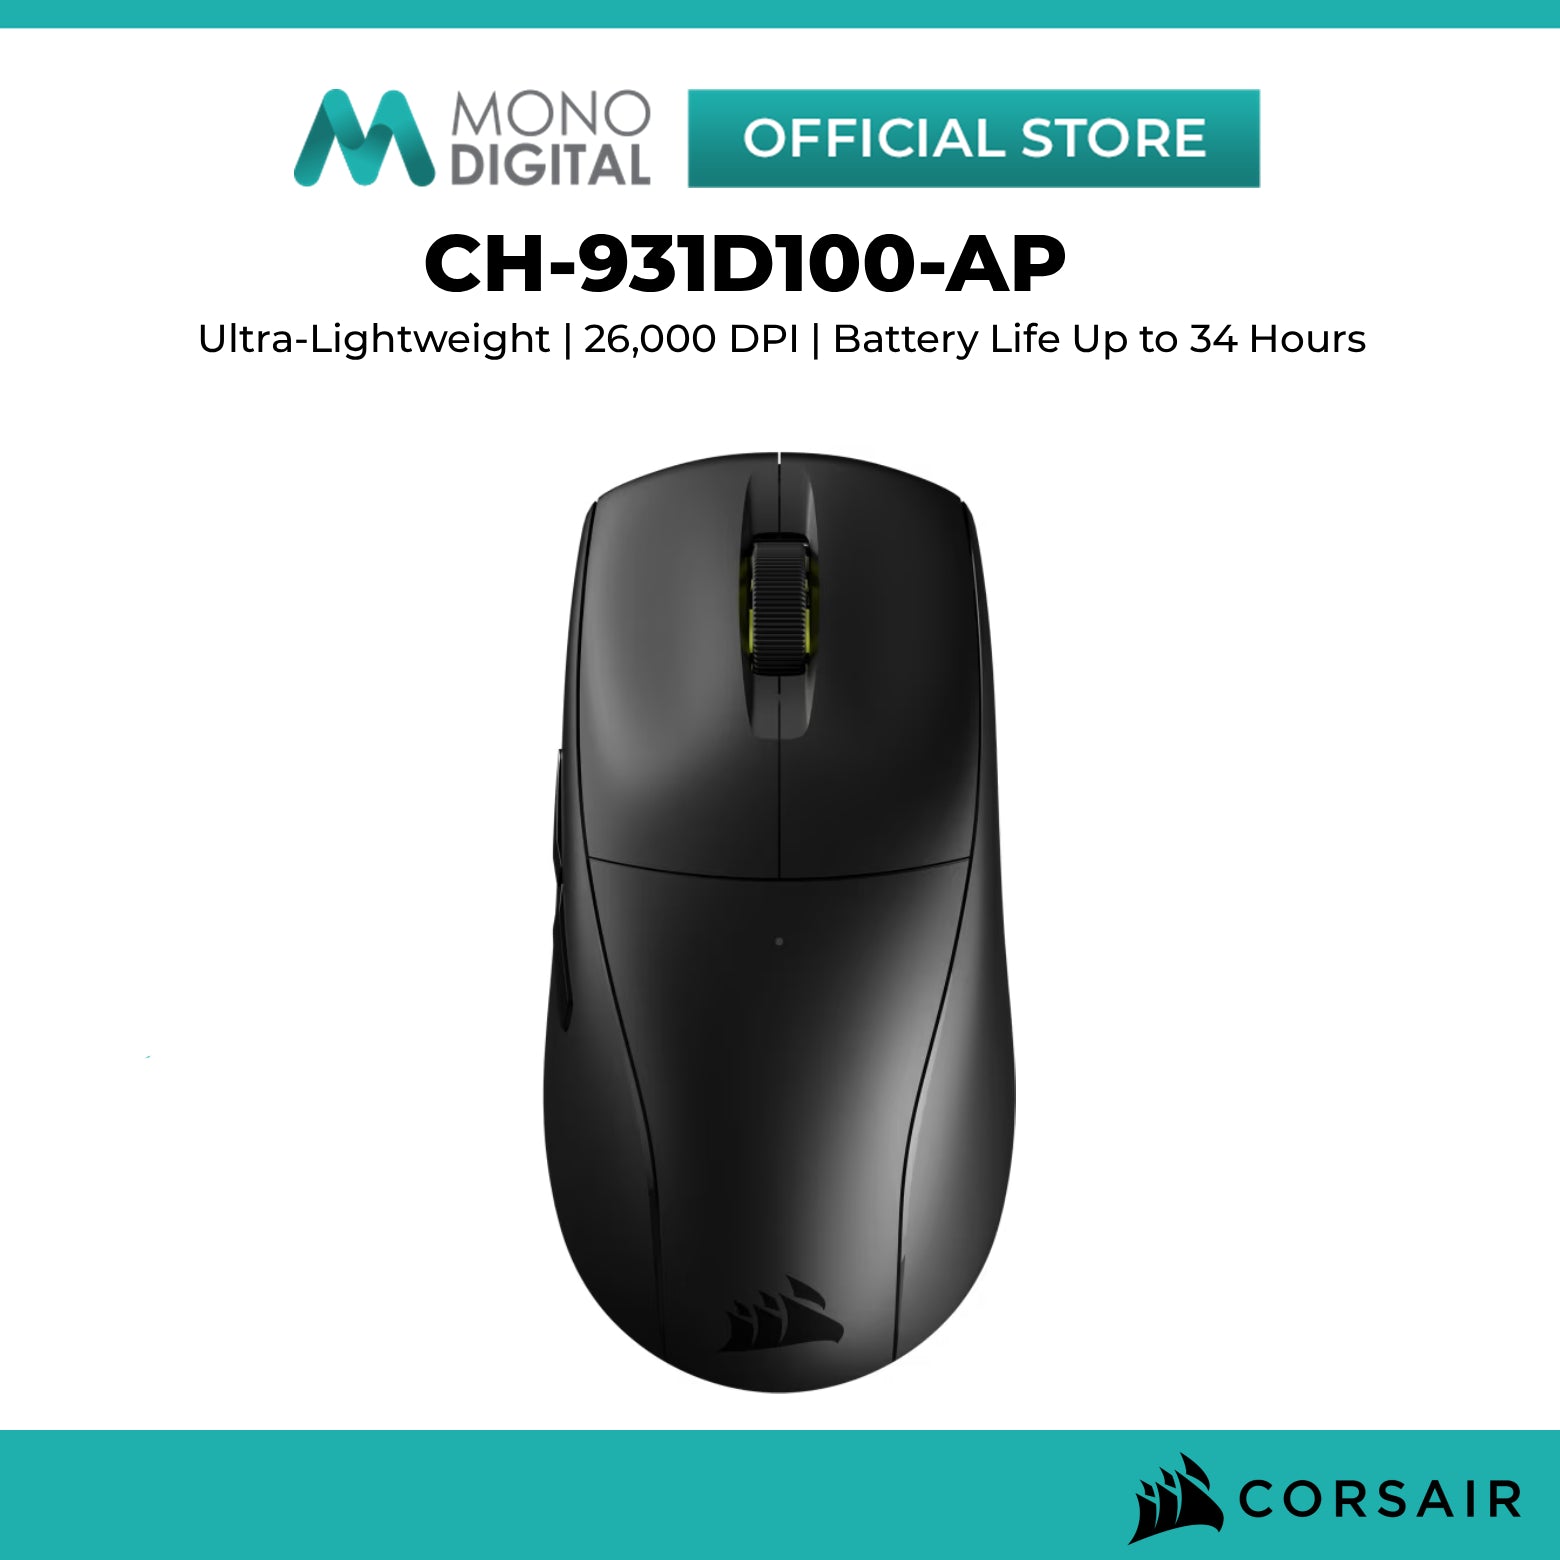 MONO
DIGITAL
OFFICIAL STORE
CH-931D100-AP
Ultra-Lightweight | 26,000 DPI | Battery Life Up to 34 Hours
CORSAIR